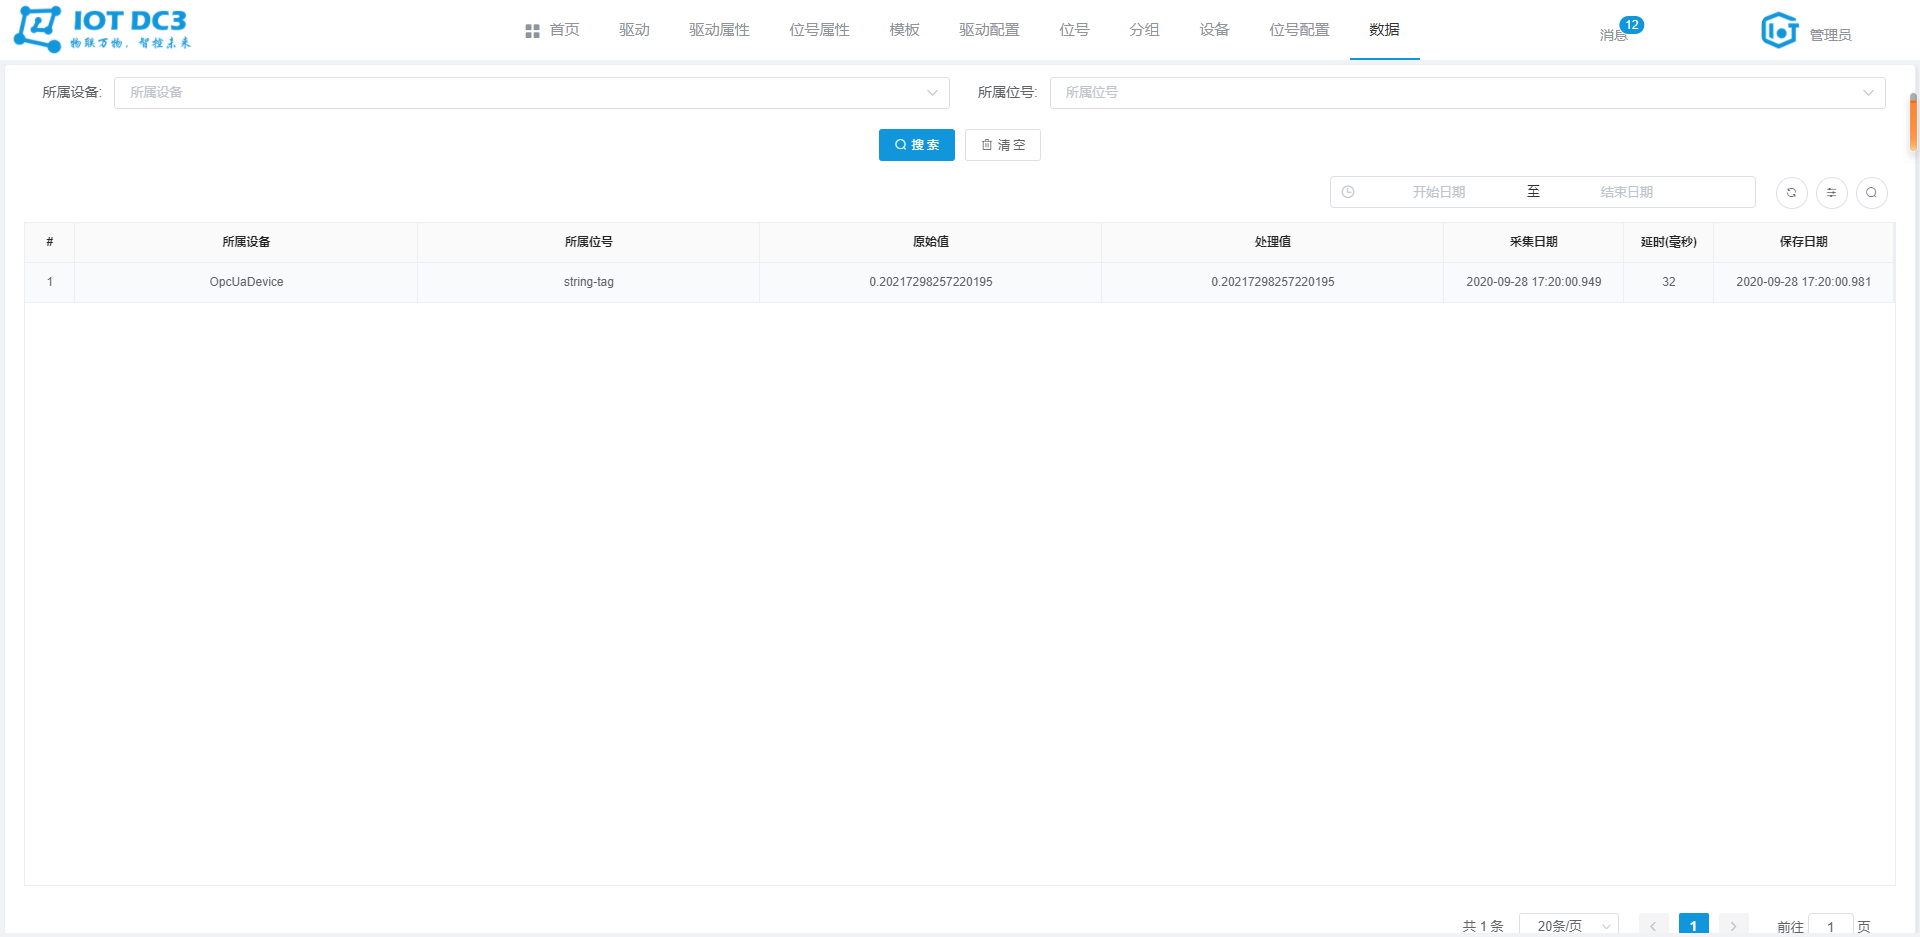 IOT DC3
物联万物，智控未来
首页 驱动 驱动属性 位号属性 模板 驱动配置 位号 分组 设备 位号配置 数据
消息 12
IoT 管理员
所属设备: 所属设备
所属位号: 所属位号
搜 索 清 空
开始日期 至 结束日期
# 所属设备 所属位号 原始值 处理值 采集日期 延时(毫秒) 保存日期
1 OpcUaDevice string-tag 0.20217298257220195 0.20217298257220195 2020-09-28 17:20:00.949 32 2020-09-28 17:20:00.981
共 1 条 20条/页 1 前往 1 页